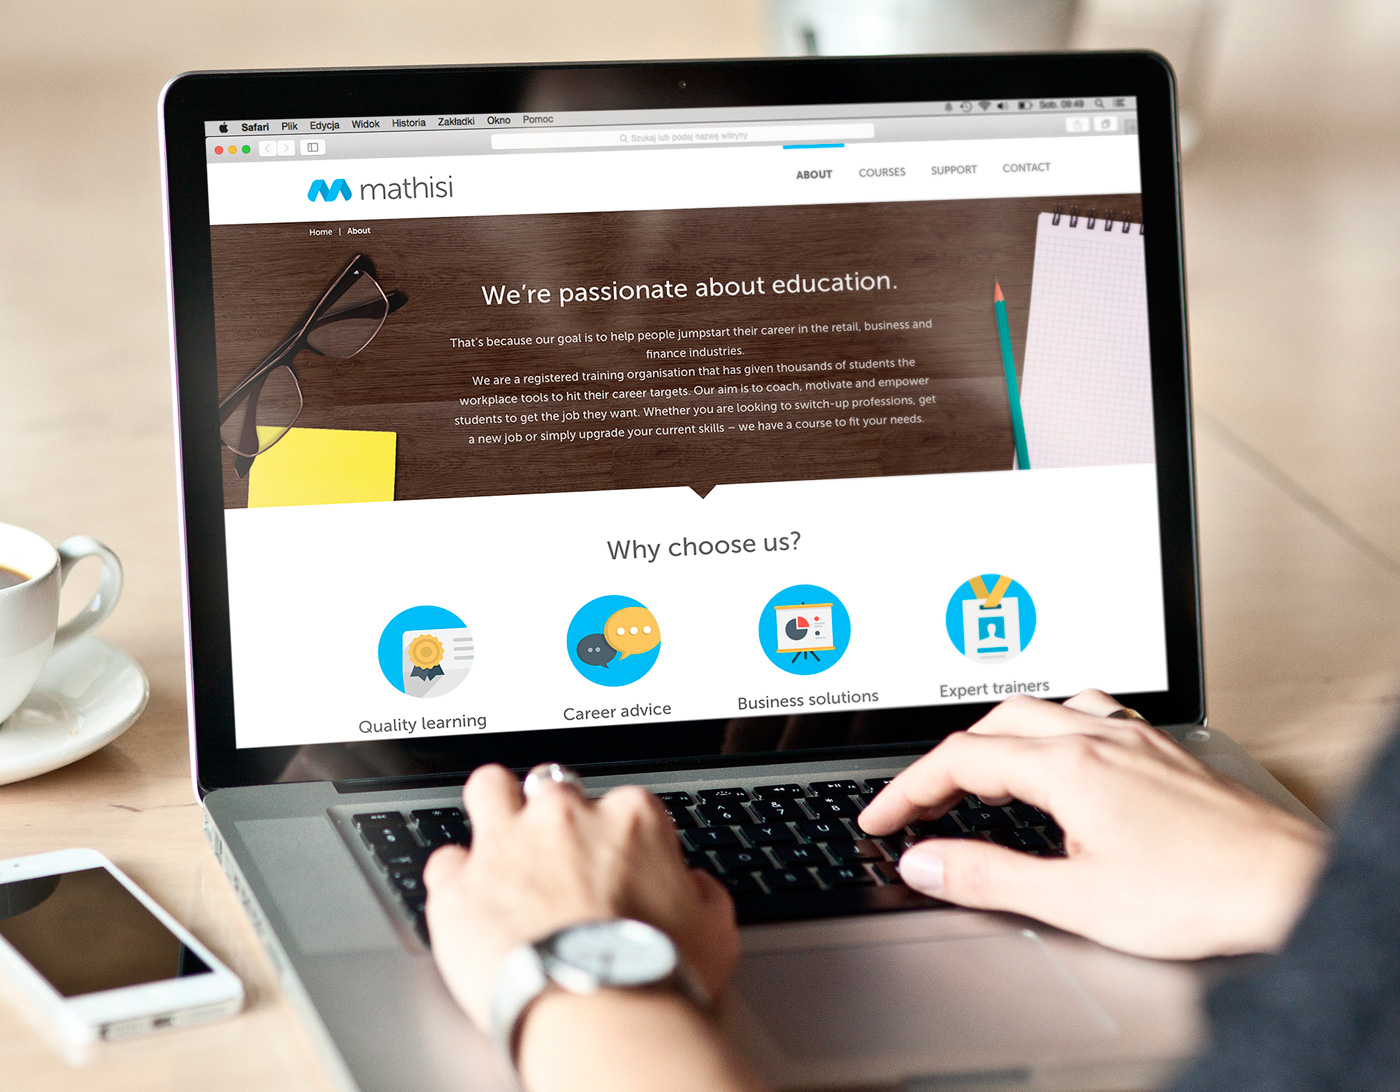 Safari Plik Edycja Widok Historia Zakładki Okno Pomoc Sob. 09:49
Szukaj lub podaj nazwę witryny
mathisi
ABOUT COURSES SUPPORT CONTACT
Home | About
We're passionate about education.
That's because our goal is to help people jumpstart their career in the retail, business and
finance industries.
We are a registered training organisation that has given thousands of students the
workplace tools to hit their career targets. Our aim is to coach, motivate and empower
students to get the job they want. Whether you are looking to switch-up professions, get
a new job or simply upgrade your current skills – we have a course to fit your needs.
Why choose us?
Quality learning
Career advice
Business solutions
Expert trainers